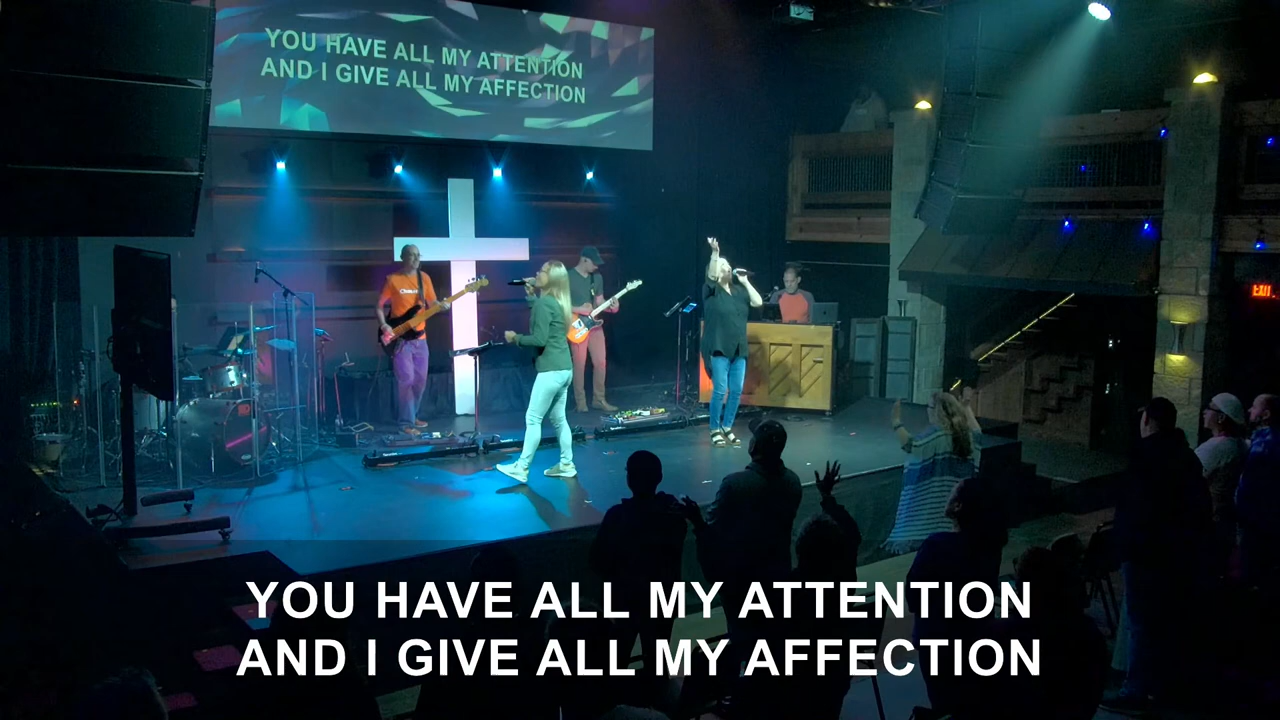 YOU HAVE ALL MY ATTENTION
AND I GIVE ALL MY AFFECTION
EXIT
YOU HAVE ALL MY ATTENTION
AND I GIVE ALL MY AFFECTION